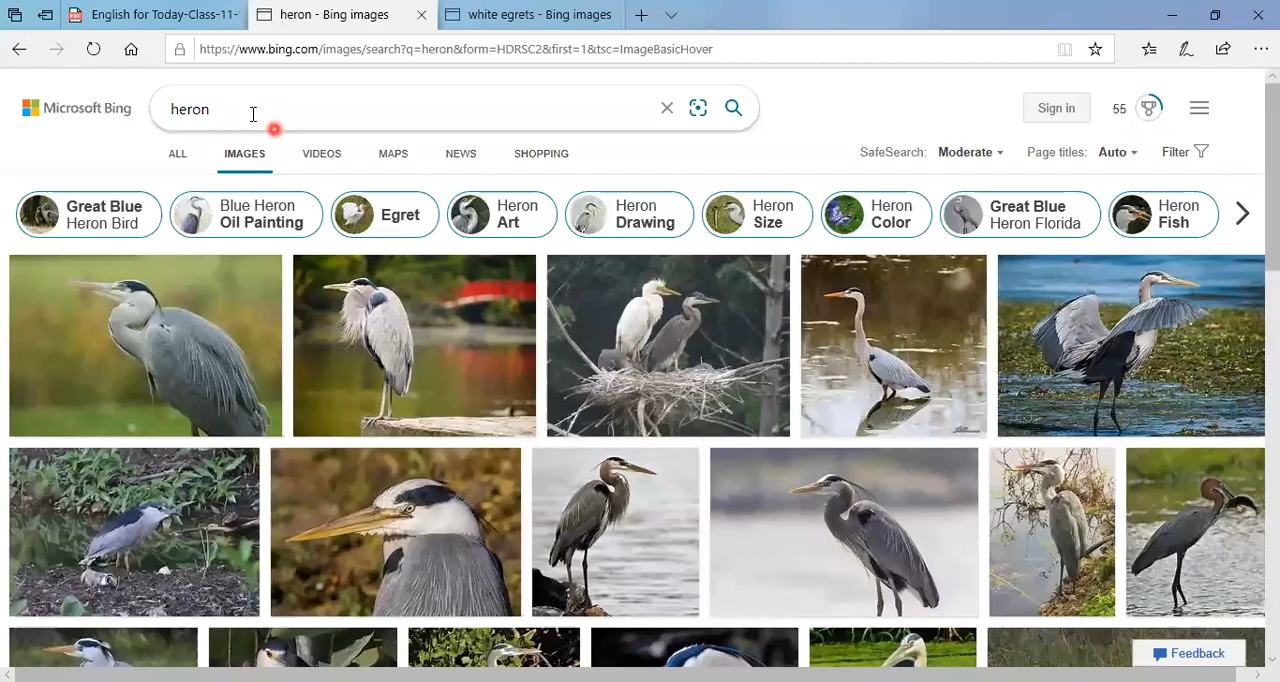 English for Today-Class-11-
heron - Bing images
white egrets - Bing images
https://www.bing.com/images/search?q=heron&form=HDRSC2&first=1&tsc=ImageBasicHover
Microsoft Bing
heron
Sign in
55
ALL
IMAGES
VIDEOS
MAPS
NEWS
SHOPPING
SafeSearch: Moderate
Page titles: Auto
Filter
Great Blue
Heron Bird
Blue Heron
Oil Painting
Egret
Heron
Art
Heron
Drawing
Heron
Size
Heron
Color
Great Blue
Heron Florida
Heron
Fish
Feedback